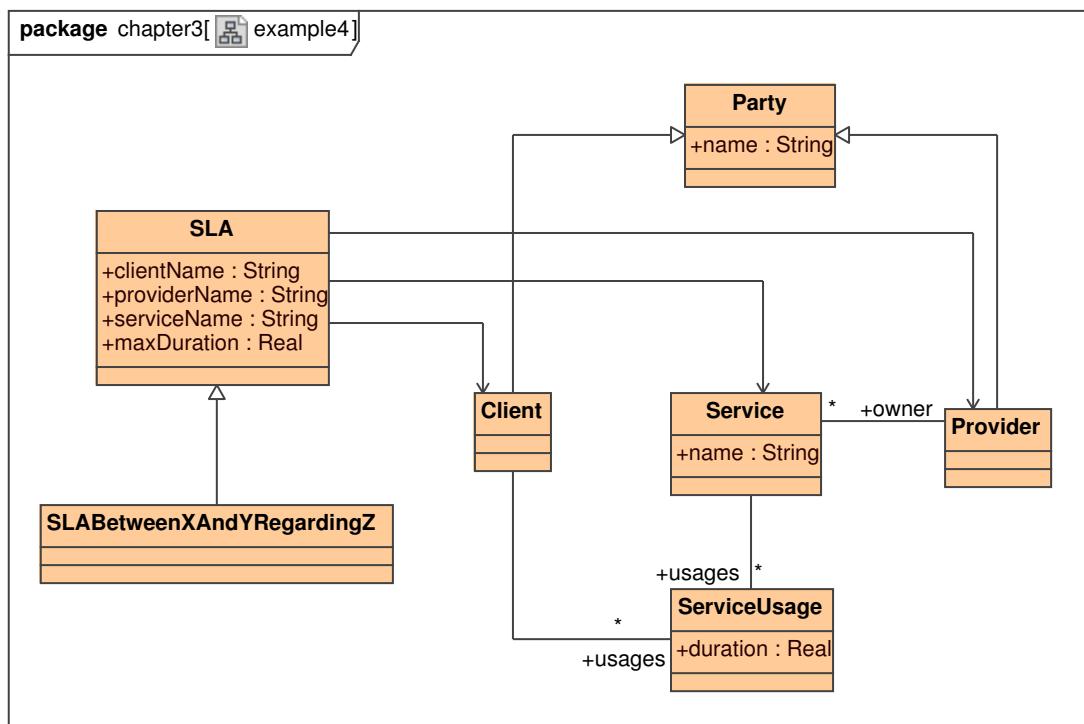 package chapter3[ example4]
Party
+name : String
SLA
+clientName : String
+providerName : String
+serviceName : String
+maxDuration : Real
Client
Service
+name : String
* +owner
Provider
SLABetweenXAndYRegardingZ
+usages *
ServiceUsage
+duration : Real
*
+usages